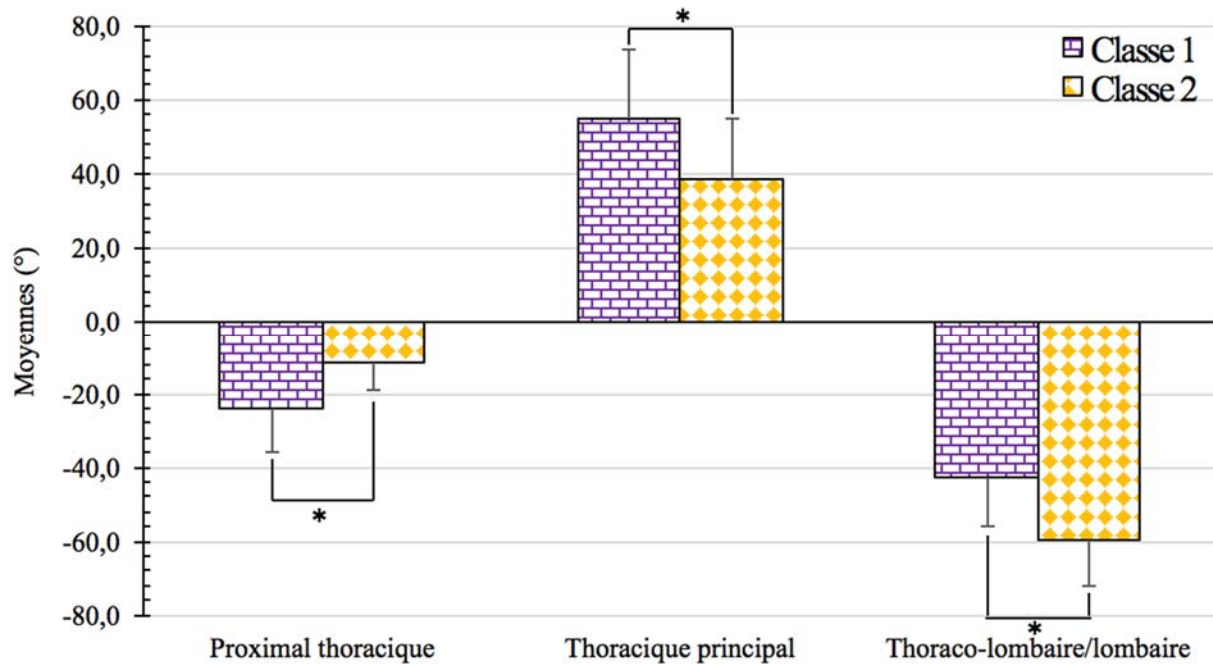 80,0
60,0
40,0
20,0
0,0
-20,0
-40,0
-60,0
-80,0
Moyennes (°)
*
*
*
Classe 1
Classe 2
Proximal thoracique
Thoracique principal
Thoraco-lombaire/lombaire